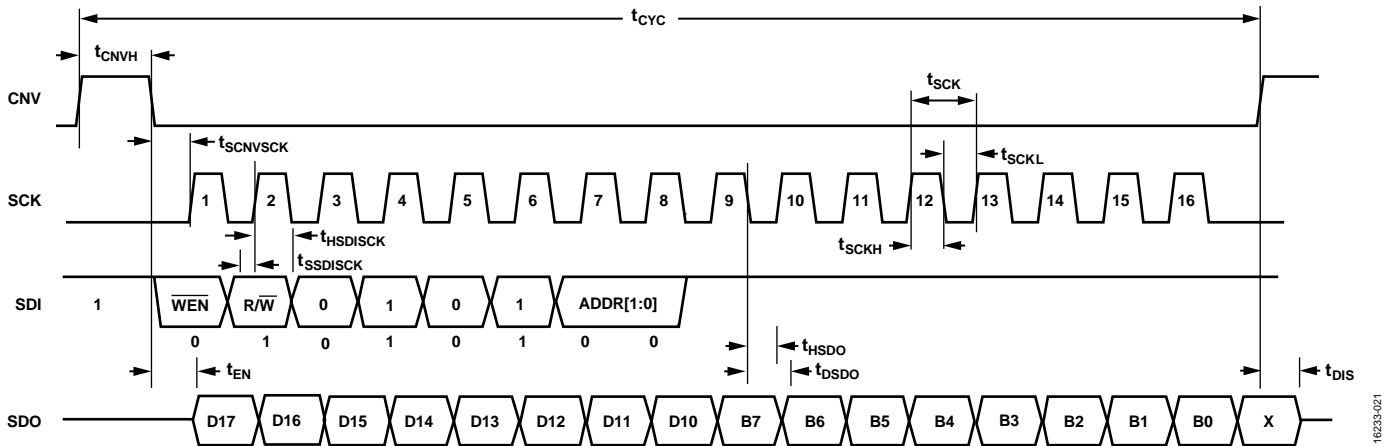 tCYC
tCNVH
CNV
tSCK
tSCNVSCK
tSCKL
SCK 1 2 3 4 5 6 7 8 9 10 11 12 13 14 15 16
tHSDISCK
tSCKH
tSSDISCK
SDI 1 WEN R/W 0 1 0 1 ADDR[1:0]
0 1 0 1 0 1 0 0
tHSDO
tEN
tDSDO
tDIS
SDO D17 D16 D15 D14 D13 D12 D11 D10 B7 B6 B5 B4 B3 B2 B1 B0 X
16233-021